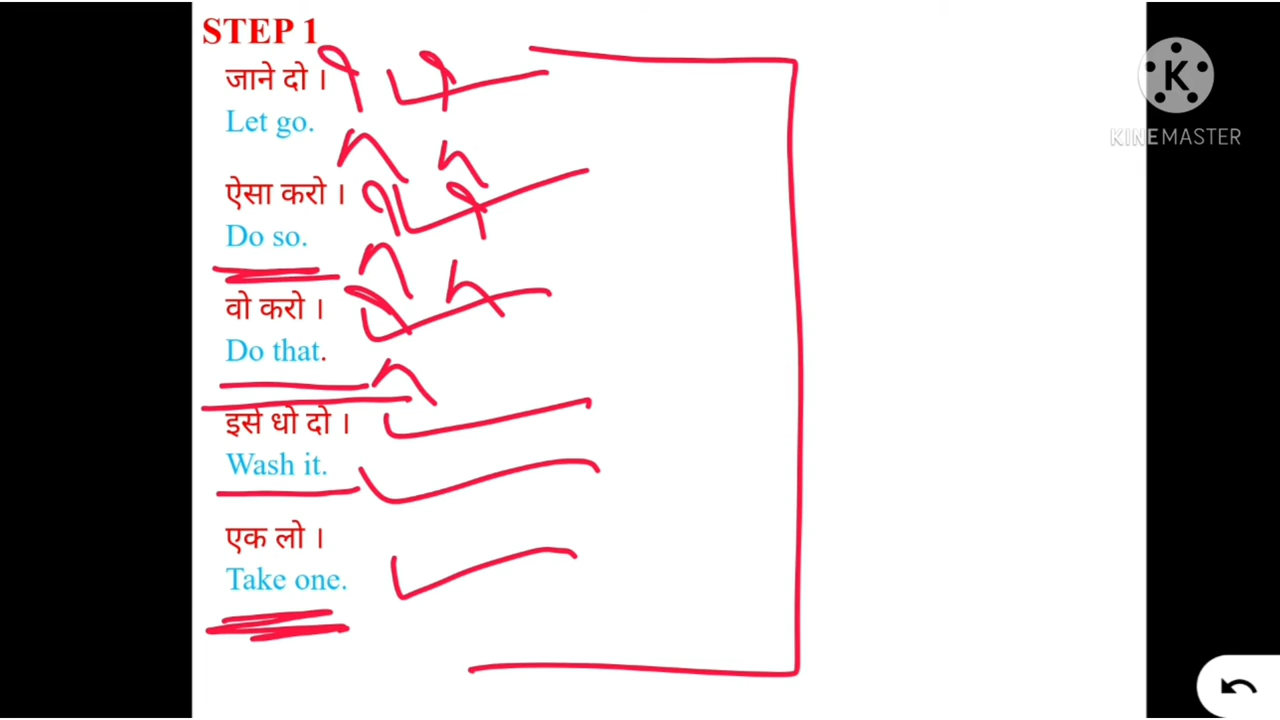 STEP 1
जाने दो ।
Let go.
ऐसा करो ।
Do so.
वो करो ।
Do that.
इसे धो दो ।
Wash it.
एक लो ।
Take one.
K
KINEMASTER